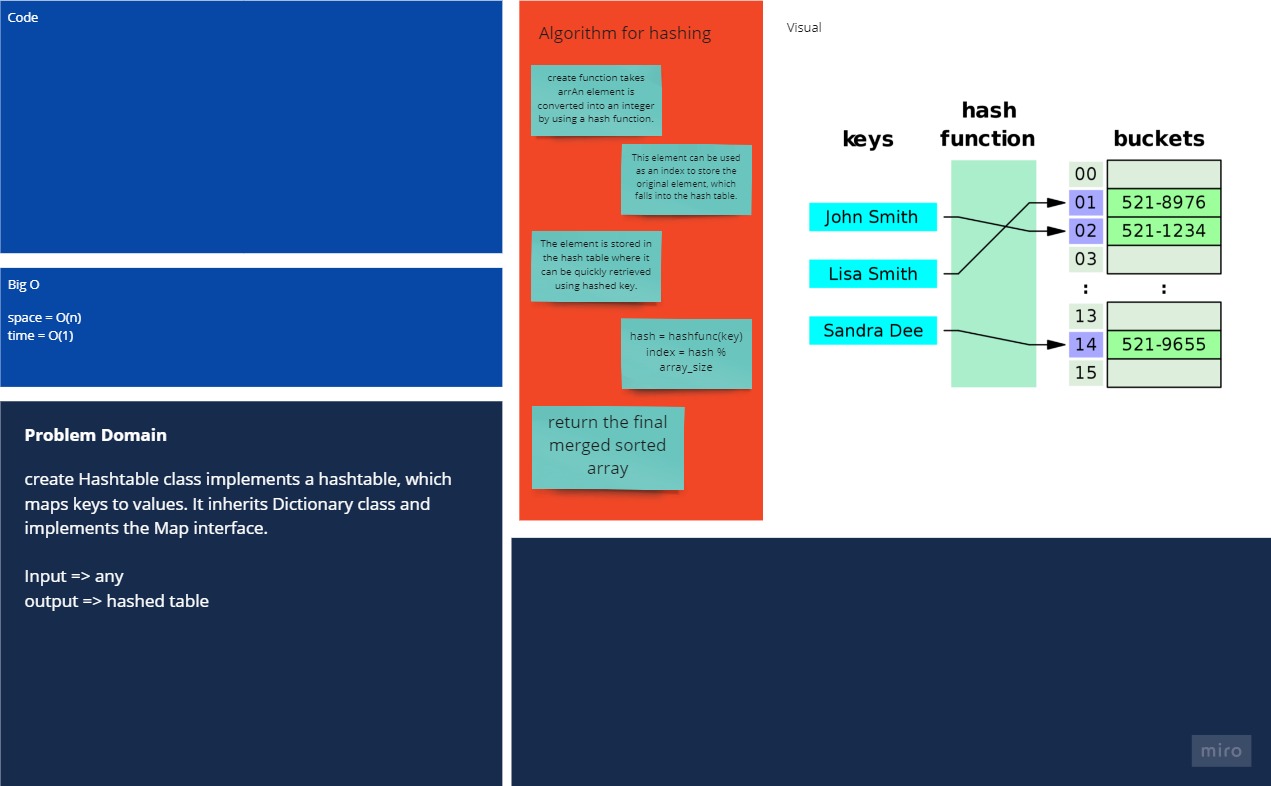 Code
Big O
space = O(n)
time = O(1)
Problem Domain
create Hashtable class implements a hashtable, which
maps keys to values. It inherits Dictionary class and
implements the Map interface.
Input => any
output => hashed table
Algorithm for hashing
create function takes
arrAn element is
converted into an integer
by using a hash function.
This element can be used
as an index to store the
original element, which
falls into the hash table.
The element is stored in
the hash table where it
can be quickly retrieved
using hashed key.
hash = hashfunc(key)
index = hash %
array_size
return the final
merged sorted
array
Visual
hash
keys function buckets
00
01 521-8976
John Smith
02 521-1234
03
Lisa Smith
: :
13
Sandra Dee
14 521-9655
15
miro